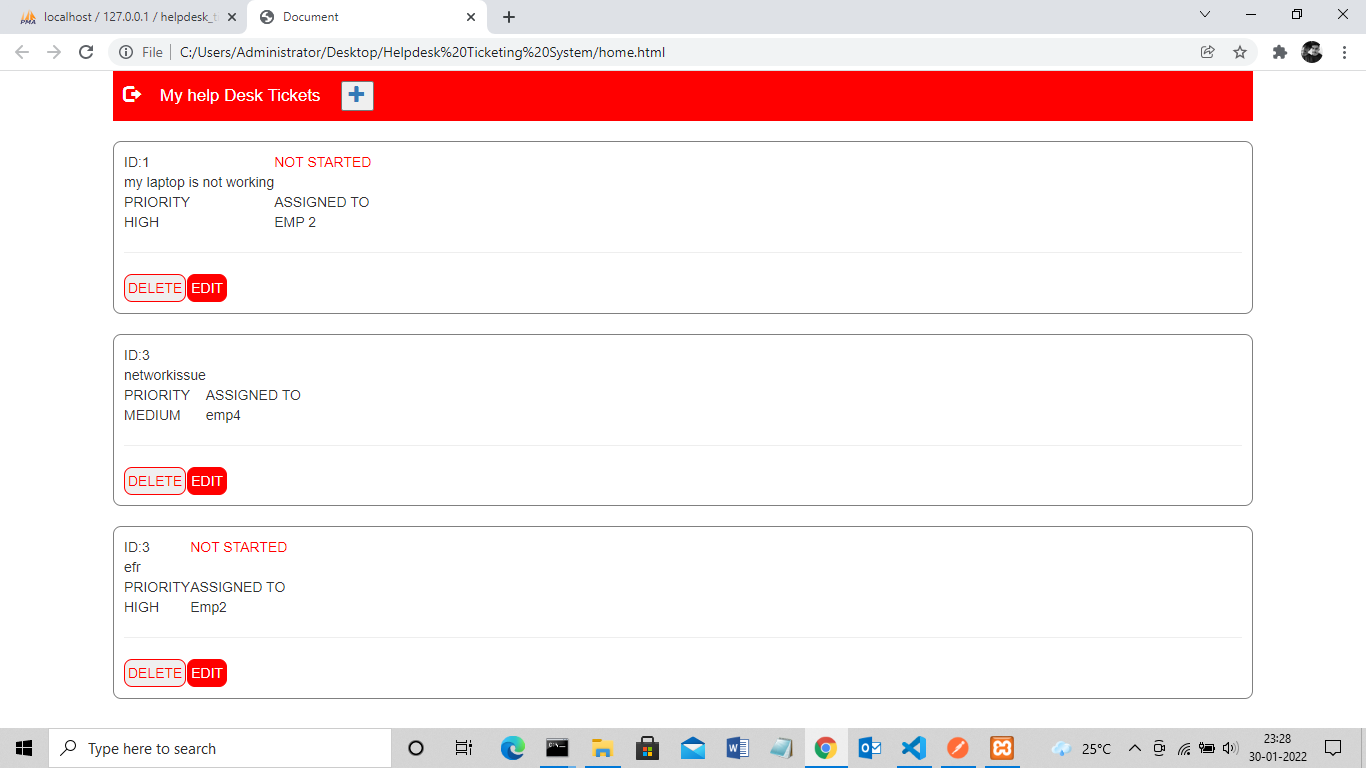 localhost / 127.0.0.1 / helpdesk_t
Document
File
C:/Users/Administrator/Desktop/Helpdesk%20Ticketing%20System/home.html
My help Desk Tickets
ID:1 NOT STARTED
my laptop is not working
PRIORITY ASSIGNED TO
HIGH EMP 2
DELETE EDIT
ID:3
networkissue
PRIORITY ASSIGNED TO
MEDIUM emp4
DELETE EDIT
ID:3 NOT STARTED
efr
PRIORITYASSIGNED TO
HIGH Emp2
DELETE EDIT
Type here to search
25°C
23:28
30-01-2022